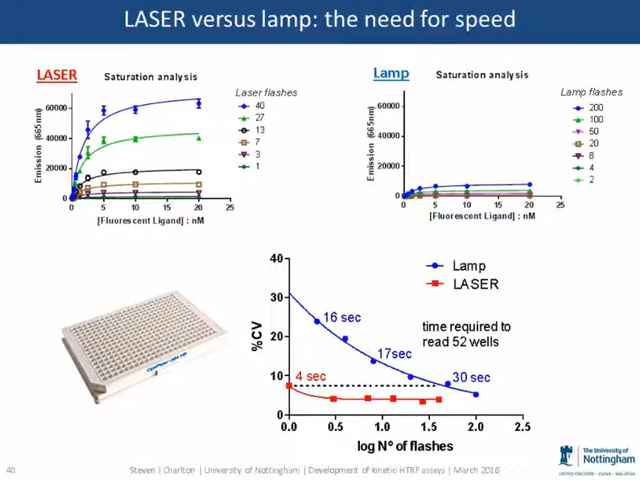 LASER versus lamp: the need for speed
LASER
Saturation analysis
Laser flashes
40
27
13
7
3
1
Emission (665nm)
60000
40000
20000
0
0 5 10 15 20 25
[Fluorescent Ligand] : nM
Lamp
Saturation analysis
Lamp flashes
200
100
50
20
8
4
2
Emission (665nm)
60000
40000
20000
0
0 5 10 15 20 25
[Fluorescent Ligand] : nM
%CV
40
30
20
10
0
0.0 0.5 1.0 1.5 2.0 2.5
log Nº of flashes
Lamp
LASER
16 sec
17sec
30 sec
4 sec
time required to
read 52 wells
40
Steven J Charlton | University of Nottingham | Development of kinetic HTRF assays | March 2016
The University of
Nottingham
UNITED KINGDOM · CHINA · MALAYSIA